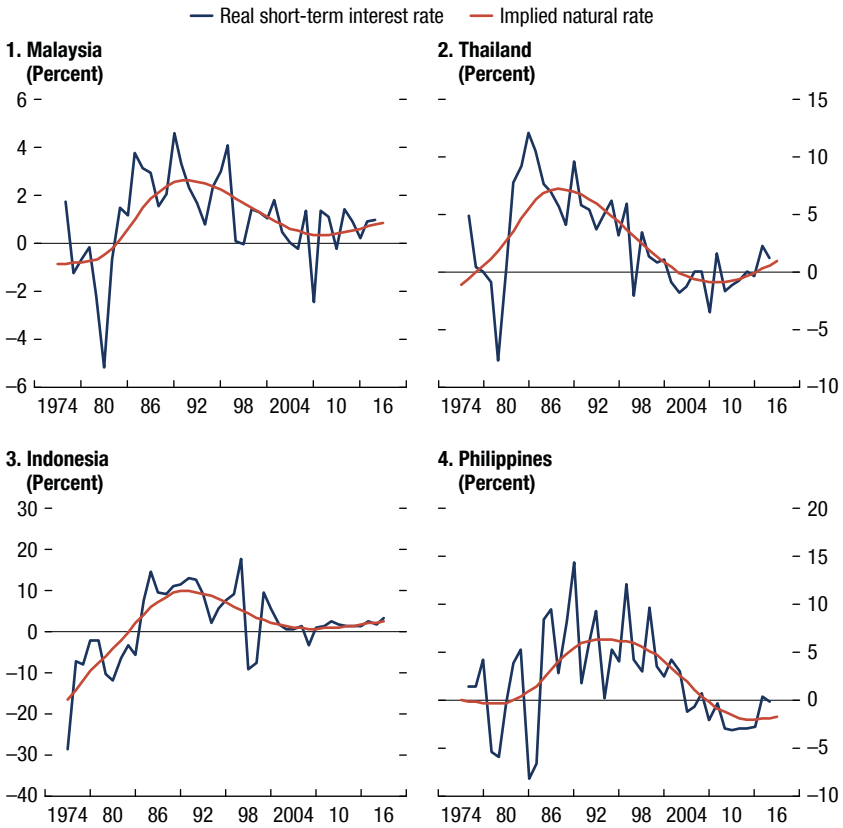 Real short-term interest rate Implied natural rate
1. Malaysia
(Percent)
6
4
2
0
–2
–4
–6
1974 80 86 92 98 2004 10 16
2. Thailand
(Percent)
15
10
5
0
–5
–10
1974 80 86 92 98 2004 10 16
3. Indonesia
(Percent)
30
20
10
0
–10
–20
–30
–40
1974 80 86 92 98 2004 10 16
4. Philippines
(Percent)
20
15
10
5
0
–5
–10
1974 80 86 92 98 2004 10 16